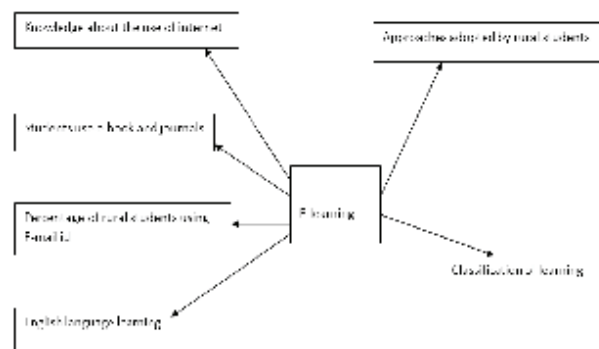 Knowledge about the use of internet
Approaches adopted by rural students
Students use e-book and journals
E-learning
Percentage of rural students using
E-mail id
Classification of learning
English language learning